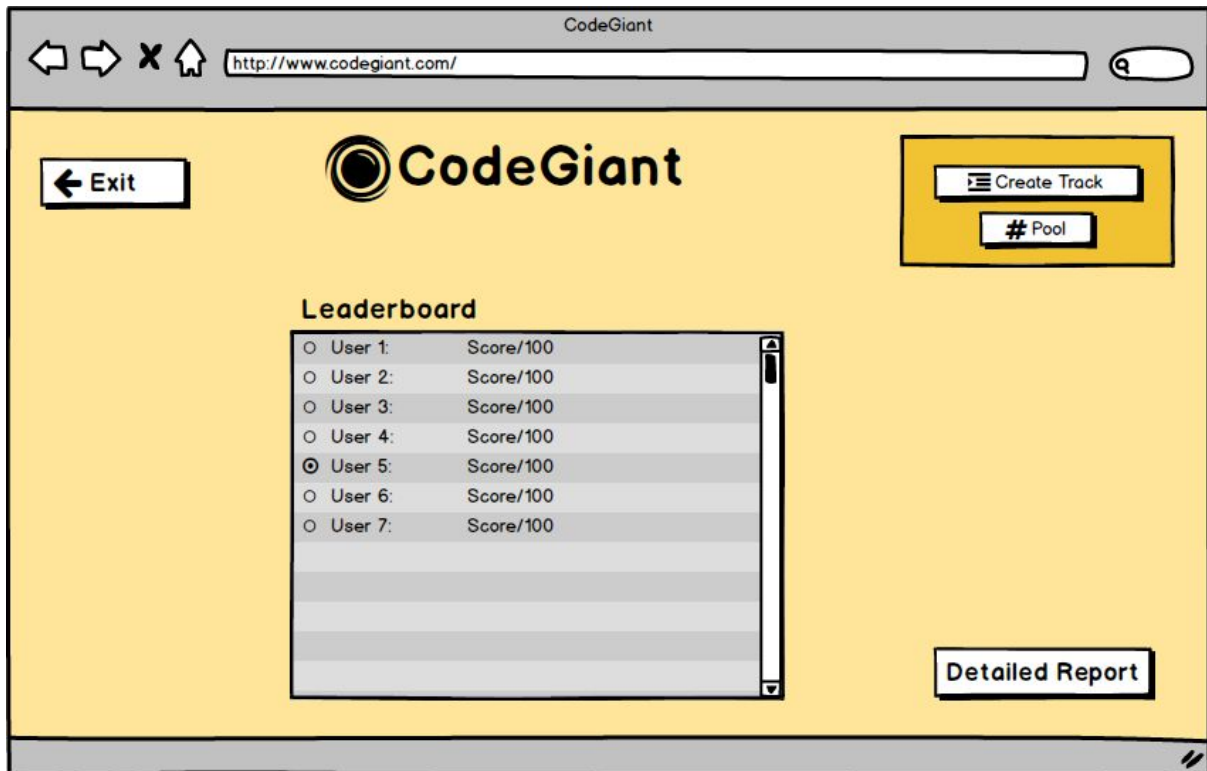 CodeGiant
http://www.codegiant.com/
Exit
CodeGiant
Create Track
# Pool
Leaderboard
User 1: Score/100
User 2: Score/100
User 3: Score/100
User 4: Score/100
User 5: Score/100
User 6: Score/100
User 7: Score/100
Detailed Report